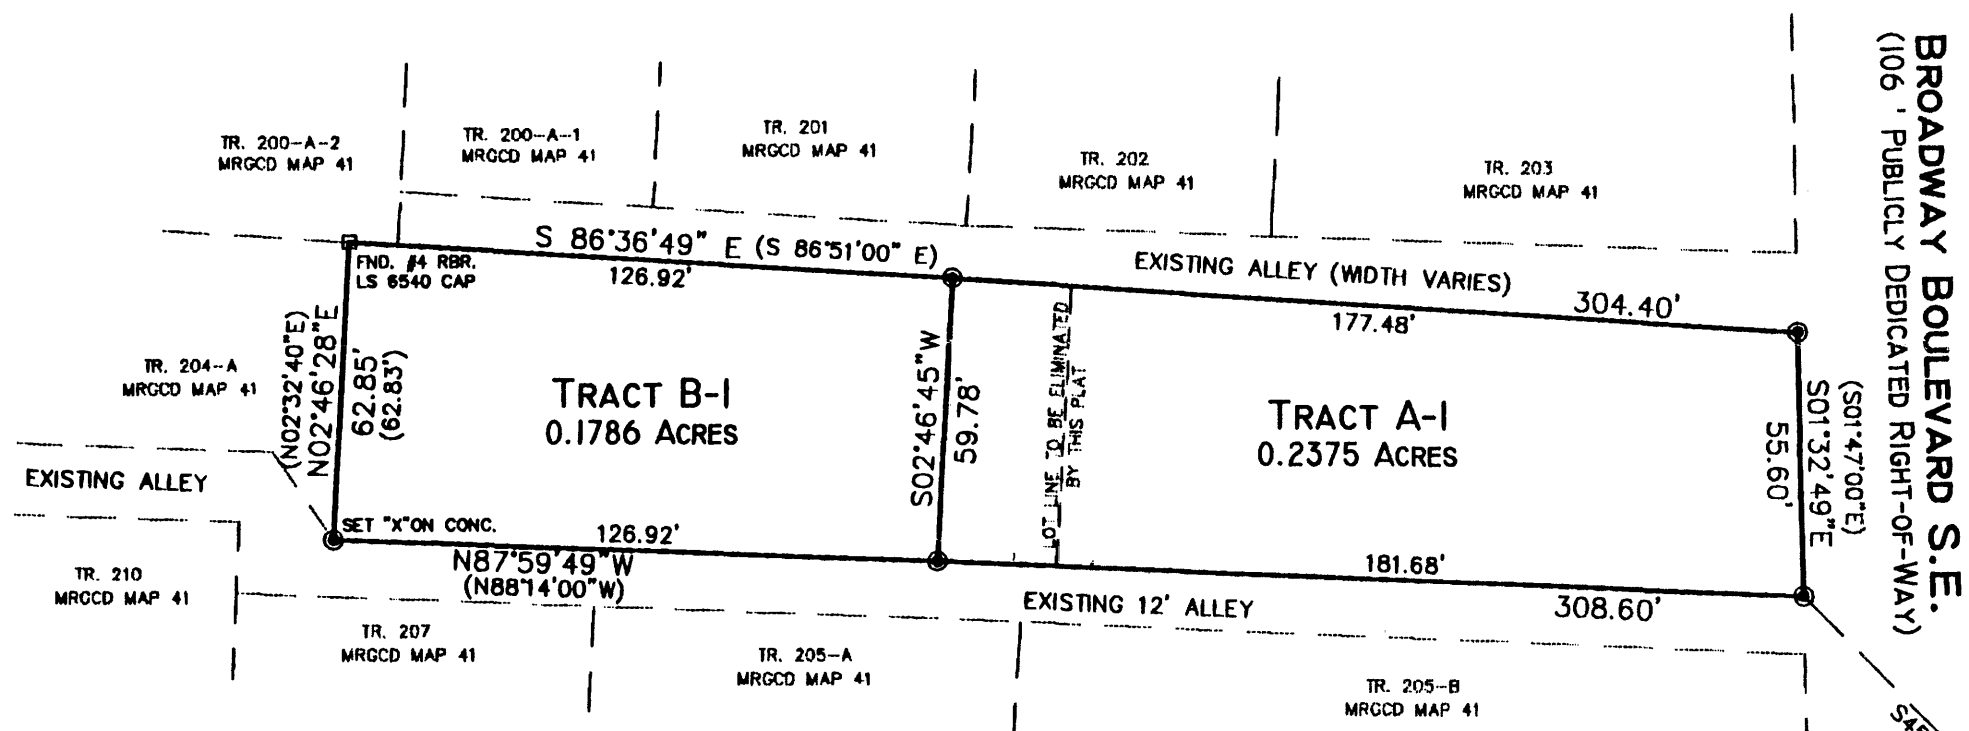 BROADWAY BOULEVARD S.E.
(106' PUBLICLY DEDICATED RIGHT-OF-WAY)
TR. 200-A-2
MRGCD MAP 41
TR. 200-A-1
MRGCD MAP 41
TR. 201
MRGCD MAP 41
TR. 202
MRGCD MAP 41
TR. 203
MRGCD MAP 41
S 86°36'49" E (S 86°51'00" E)
126.92'
EXISTING ALLEY (WIDTH VARIES)
304.40'
177.48'
FND. #4 RBR.
LS 6540 CAP
TR. 204-A
MRGCD MAP 41
(N02°32'40"E)
N02°46'28"E
62.85'
(62.83')
TRACT B-1
0.1786 ACRES
S02°46'45"W
59.78'
LOT LINE TO BE ELIMINATED
BY THIS PLAT
TRACT A-1
0.2375 ACRES
55.60'
S01°32'49"E
(S01°47'00"E)
EXISTING ALLEY
SET "X"ON CONC.
126.92'
N87°59'49"W
(N88°14'00"W)
181.68'
308.60'
EXISTING 12' ALLEY
TR. 210
MRGCD MAP 41
TR. 207
MRGCD MAP 41
TR. 205-A
MRGCD MAP 41
TR. 205-B
MRGCD MAP 41